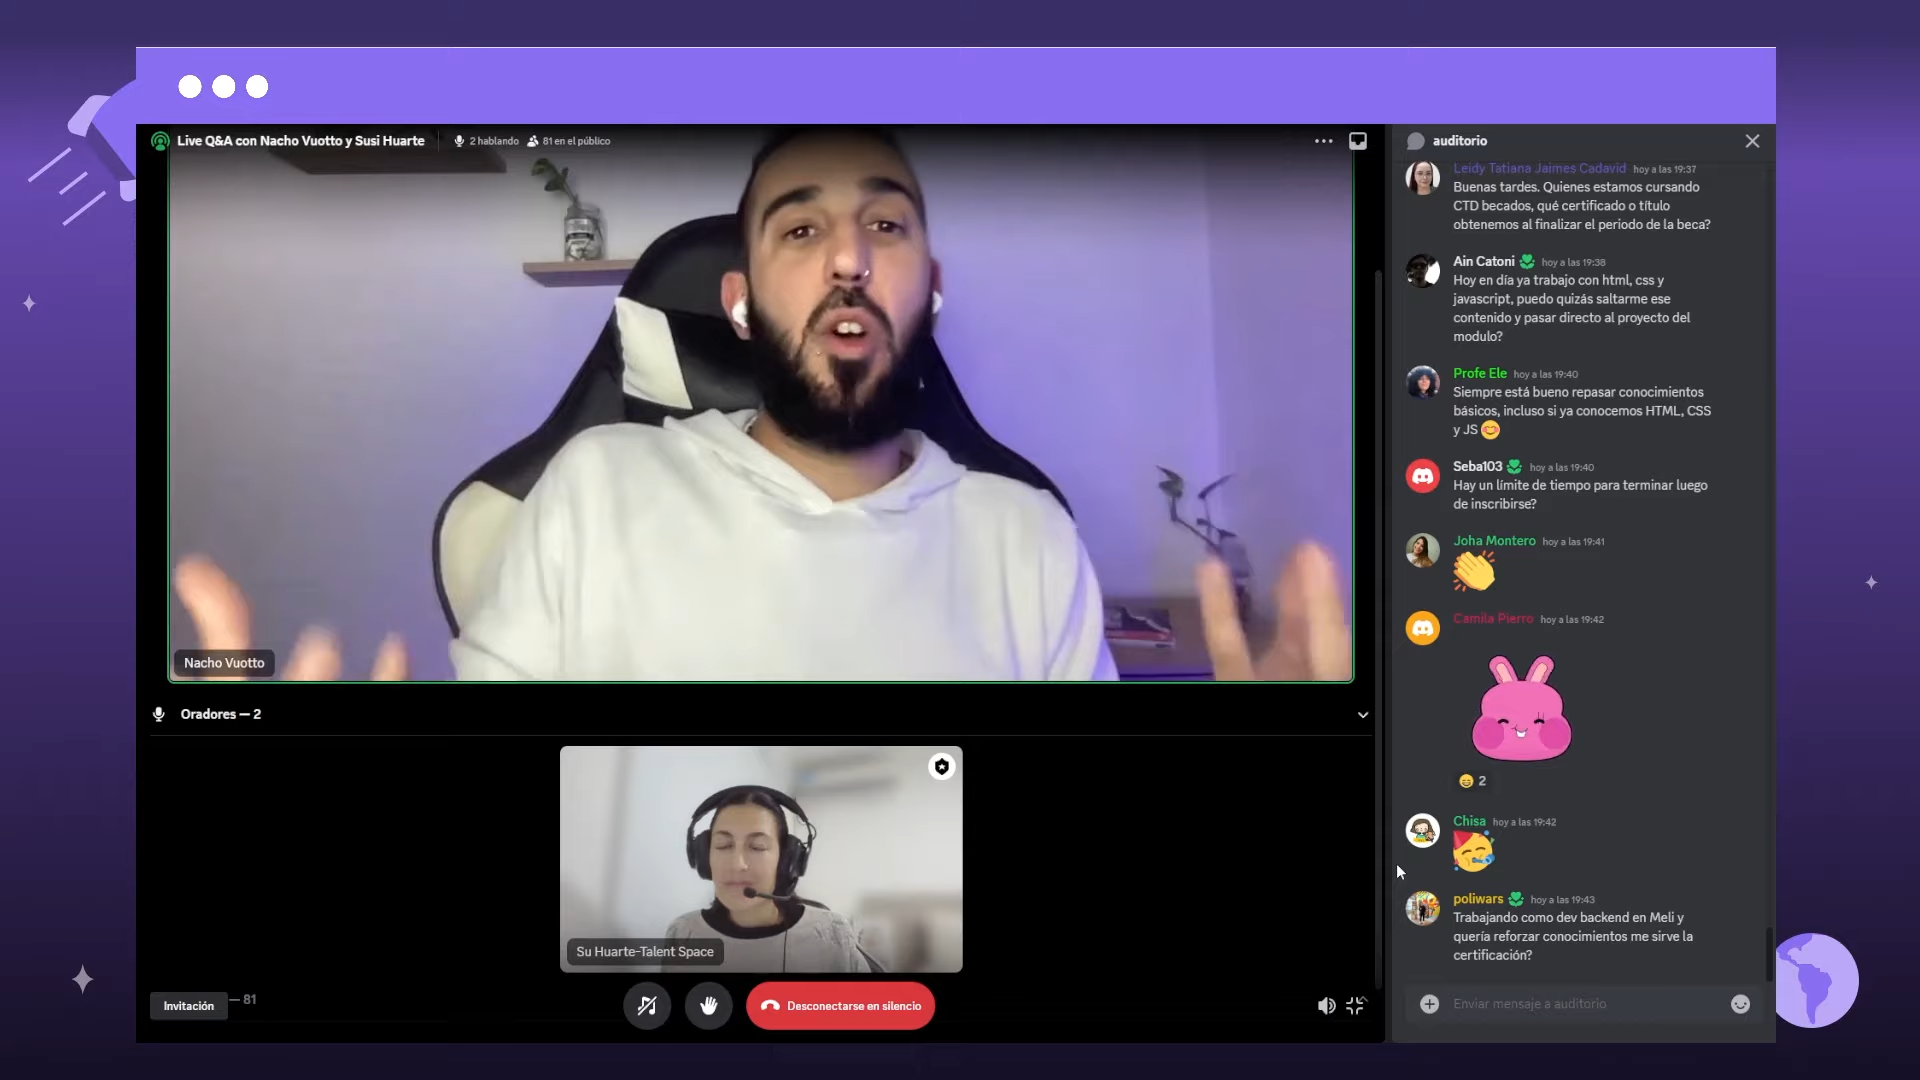 Live Q&A con Nacho Vuotto y Susi Huarte
2 hablando
81 en el público
Nacho Vuotto
Oradores — 2
Su Huarte-Talent Space
Invitación
— 81
Desconectarse en silencio
auditorio
Leidy Tatiana Jaimes Cadavid hoy a las 19:37
Buenas tardes. Quienes estamos cursando
CTD becados, qué certificado o título
obtenemos al finalizar el periodo de la beca?
Ain Catoni hoy a las 19:38
Hoy en día ya trabajo con html, css y
javascript, puedo quizás saltarme ese
contenido y pasar directo al proyecto del
modulo?
Profe Ele hoy a las 19:40
Siempre está bueno repasar conocimientos
básicos, incluso si ya conocemos HTML, CSS
y JS
Seba103 hoy a las 19:40
Hay un límite de tiempo para terminar luego
de inscribirse?
Joha Montero hoy a las 19:41
Camila Pierro hoy a las 19:42
2
Chisa hoy a las 19:42
poliwars hoy a las 19:43
Trabajando como dev backend en Meli y
quería reforzar conocimientos me sirve la
certificación?
Enviar mensaje a auditorio